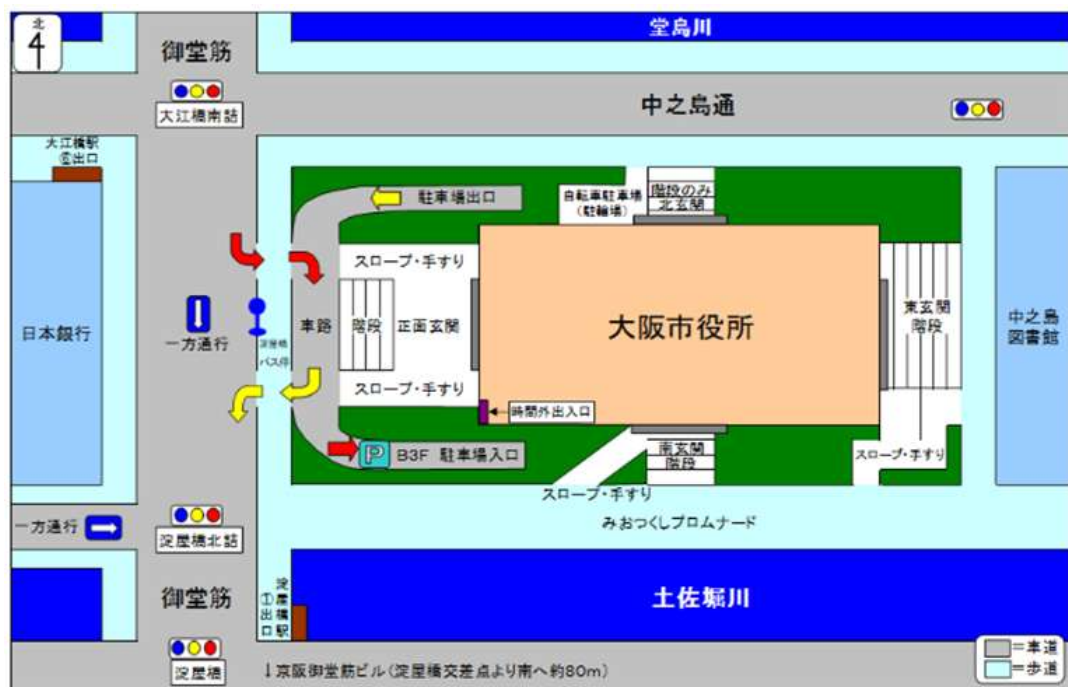 北
御堂筋
堂島川
大江橋南詰
中之島通
大江橋駅
⑥出口
駐車場出口
自転車駐車場
(駐輪場)
階段のみ
北玄関
スロープ・手すり
日本銀行
一方通行
淀屋橋
バス停
車路
階段
正面玄関
大阪市役所
東玄関
階段
中之島
図書館
スロープ・手すり
時間外出入口
P
B3F 駐車場入口
南玄関
階段
スロープ・手すり
スロープ・手すり
みおつくしプロムナード
一方通行
淀屋橋北詰
御堂筋
淀屋橋駅
①出口
土佐堀川
淀屋橋
↓京阪御堂筋ビル(淀屋橋交差点より南へ約80m)
=車道
=歩道